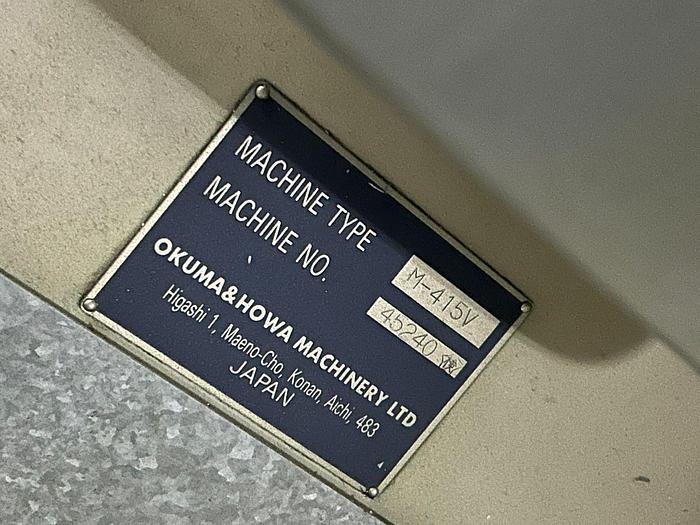 MACHINE TYPE M-415V
MACHINE NO. 45240
OKUMA&HOWA MACHINERY LTD
Higashi 1, Maeno-Cho, Konan, Aichi, 483
JAPAN